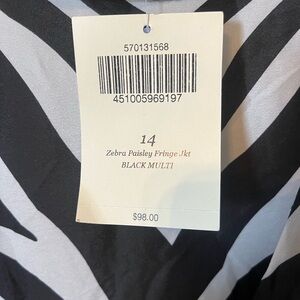 570131568
451005969197
14
Zebra Paisley Fringe Jkt
BLACK MULTI
$98.00